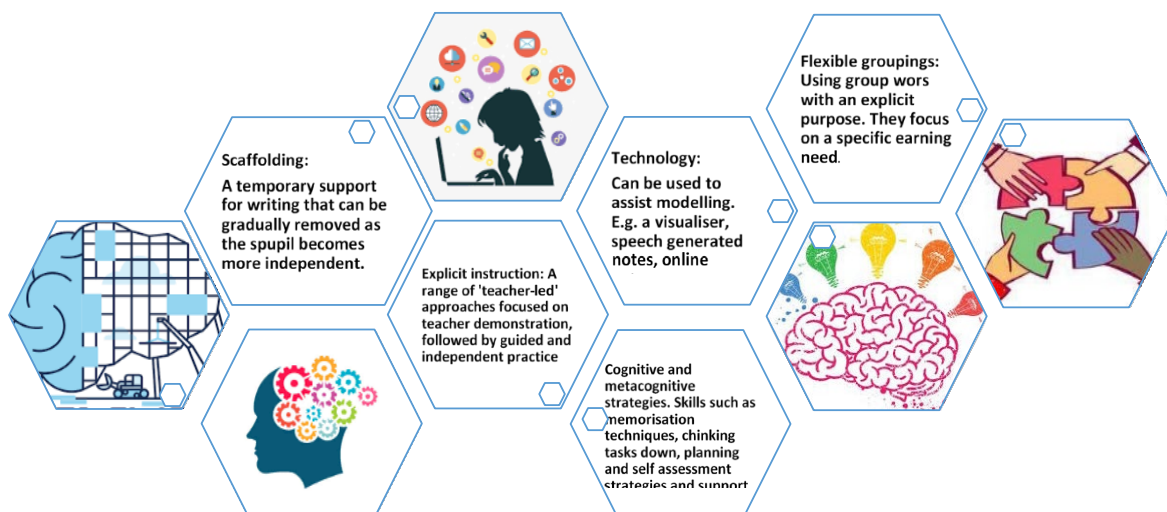 Scaffolding:
A temporary support
for writing that can be
gradually removed as
the spupil becomes
more independent.
Explicit instruction: A
range of 'teacher-led'
approaches focused on
teacher demonstration,
followed by guided and
independent practice
Technology:
Can be used to
assist modelling.
E.g. a visualiser,
speech generated
notes, online
Cognitive and
metacognitive
strategies. Skills such as
memorisation
techniques, chinking
tasks down, planning
and self assessment
strategies and support
Flexible groupings:
Using group wors
with an explicit
purpose. They focus
on a specific earning
need.